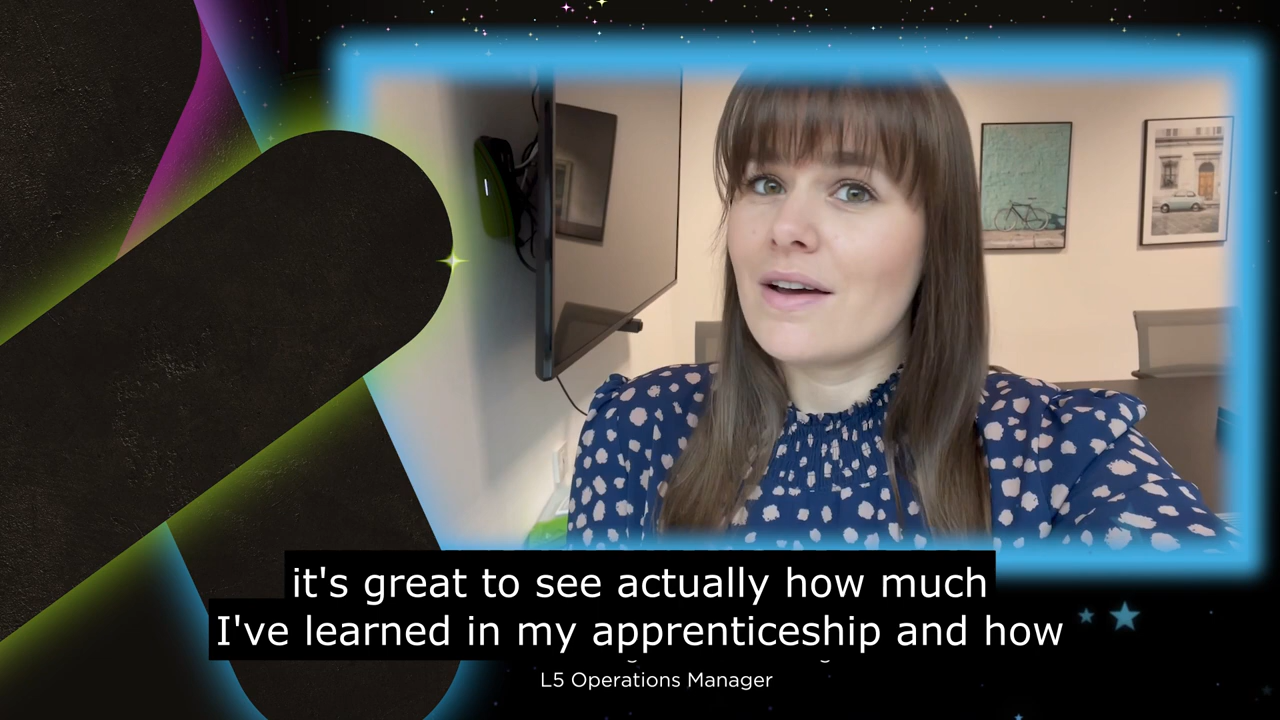 it's great to see actually how much
I've learned in my apprenticeship and how
L5 Operations Manager